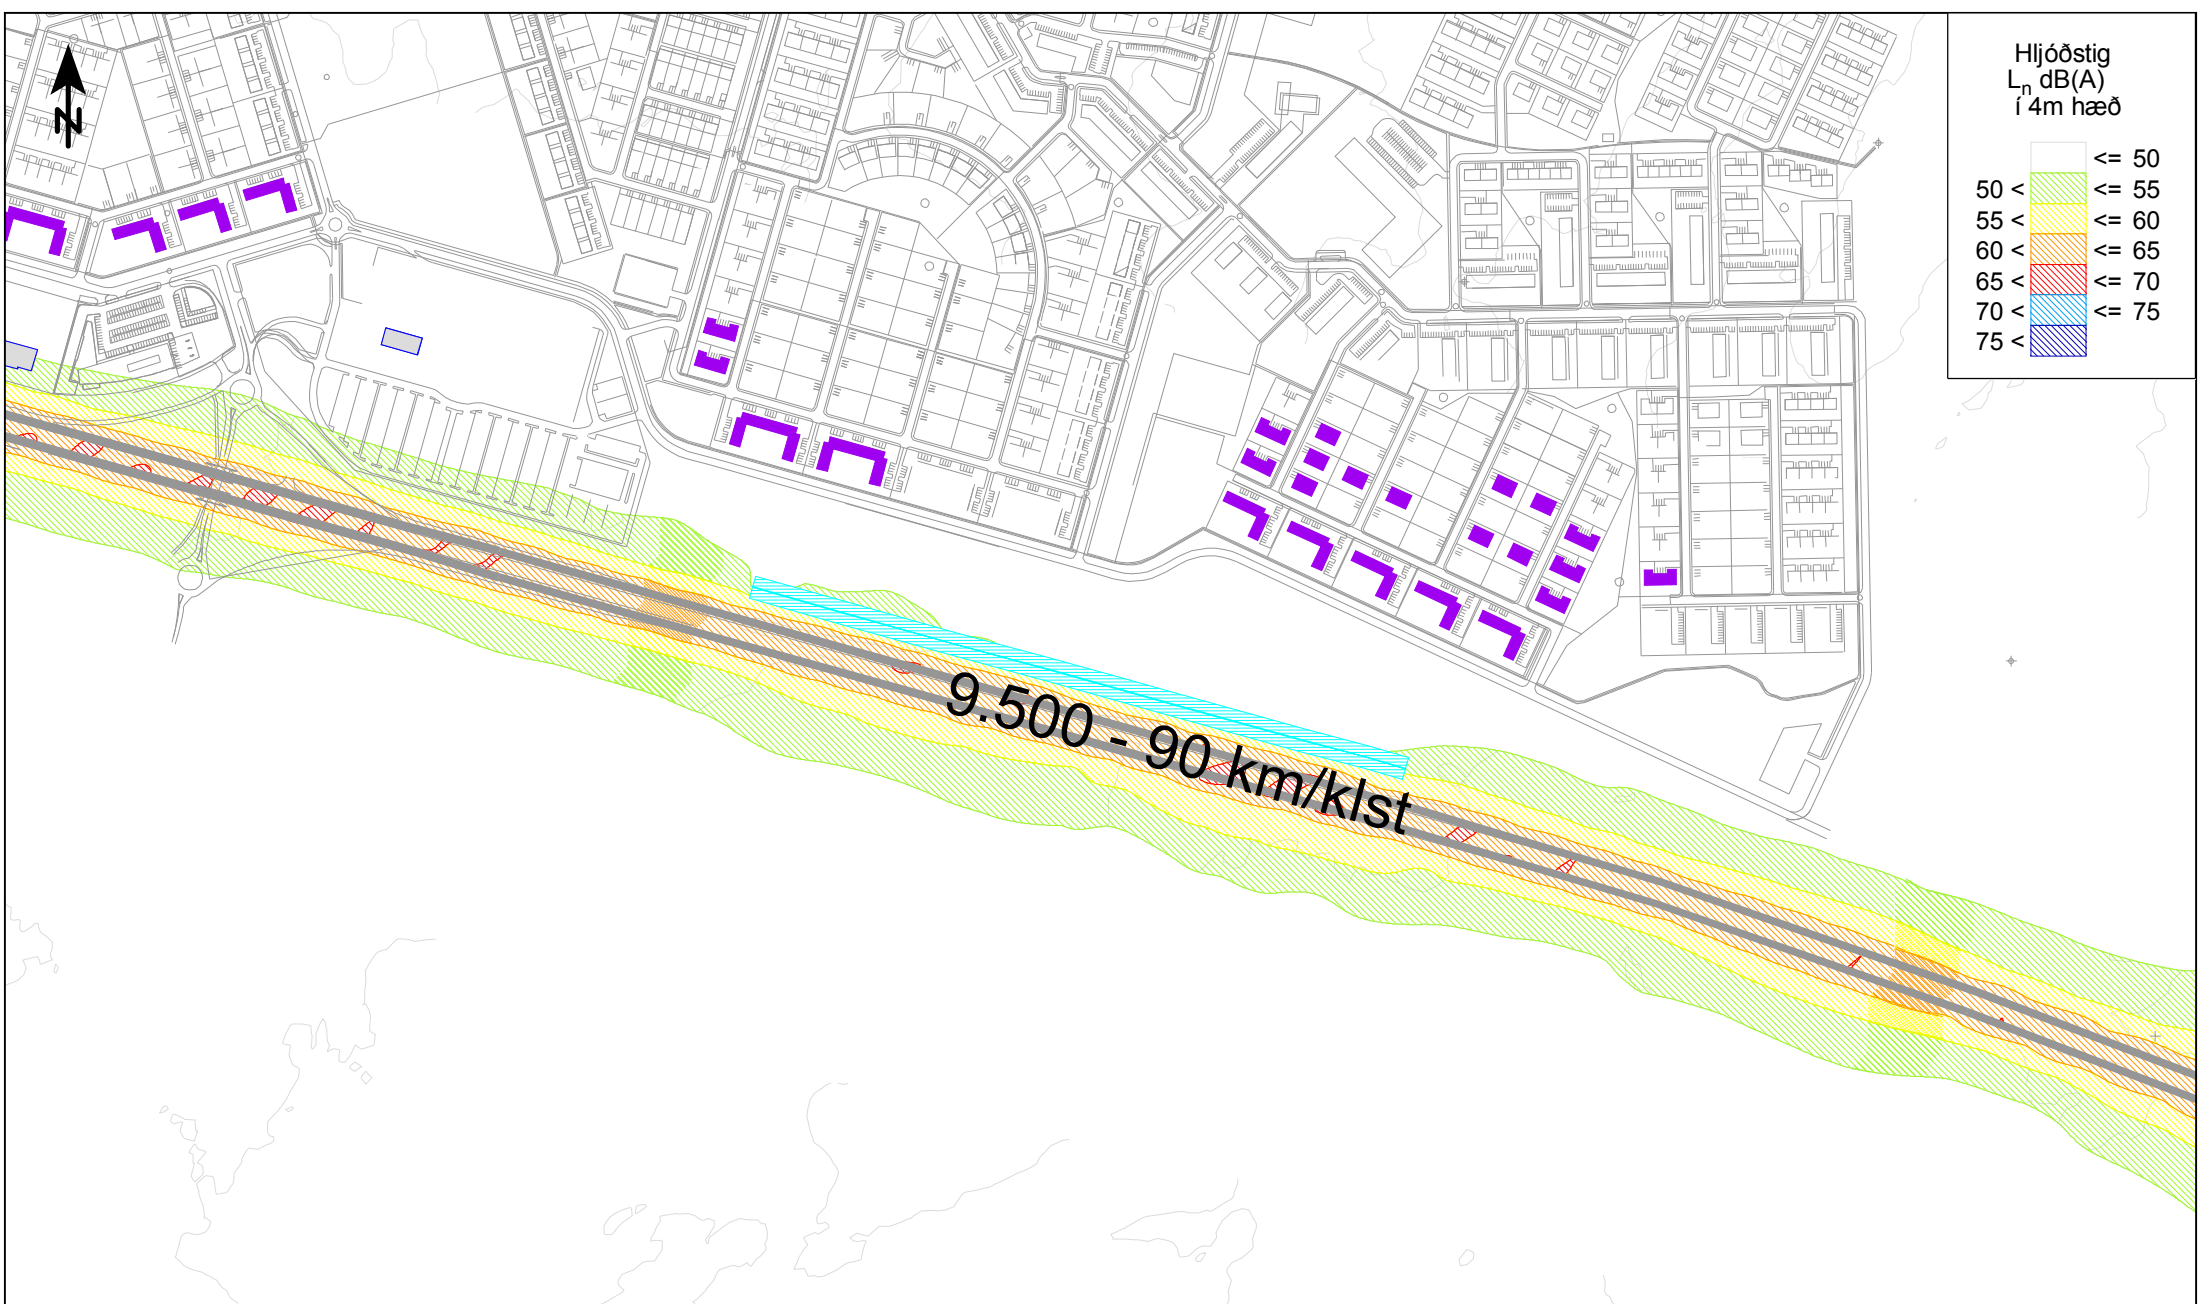 N
Hljóðstig
Ln dB(A)
í 4m hæð
<= 50
50 < <= 55
55 < <= 60
60 < <= 65
65 < <= 70
70 < <= 75
75 <
9.500 - 90 km/klst